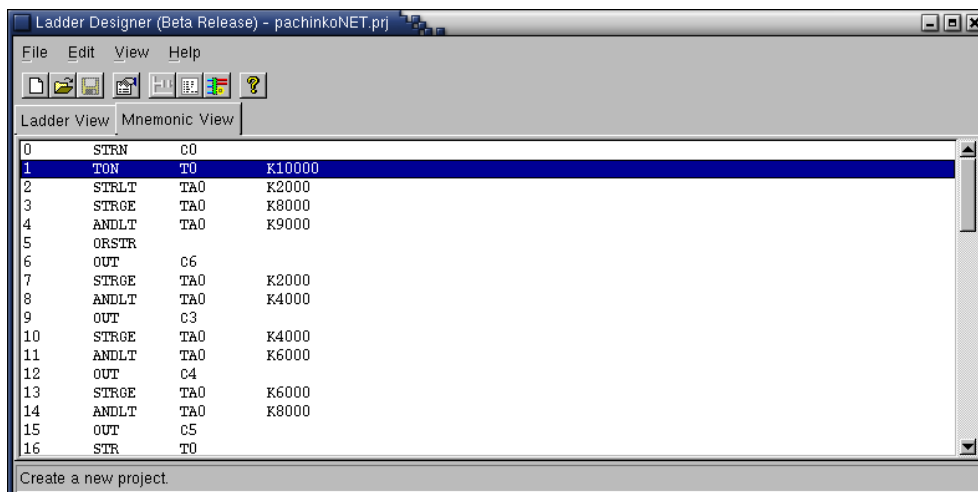 Ladder Designer (Beta Release) - pachinkoNET.prj
File Edit View Help
Ladder View Mnemonic View
0 STRN C0
1 TON T0 K10000
2 STRLT TA0 K2000
3 STRGE TA0 K8000
4 ANDLT TA0 K9000
5 ORSTR
6 OUT C6
7 STRGE TA0 K2000
8 ANDLT TA0 K4000
9 OUT C3
10 STRGE TA0 K4000
11 ANDLT TA0 K6000
12 OUT C4
13 STRGE TA0 K6000
14 ANDLT TA0 K8000
15 OUT C5
16 STR T0
Create a new project.